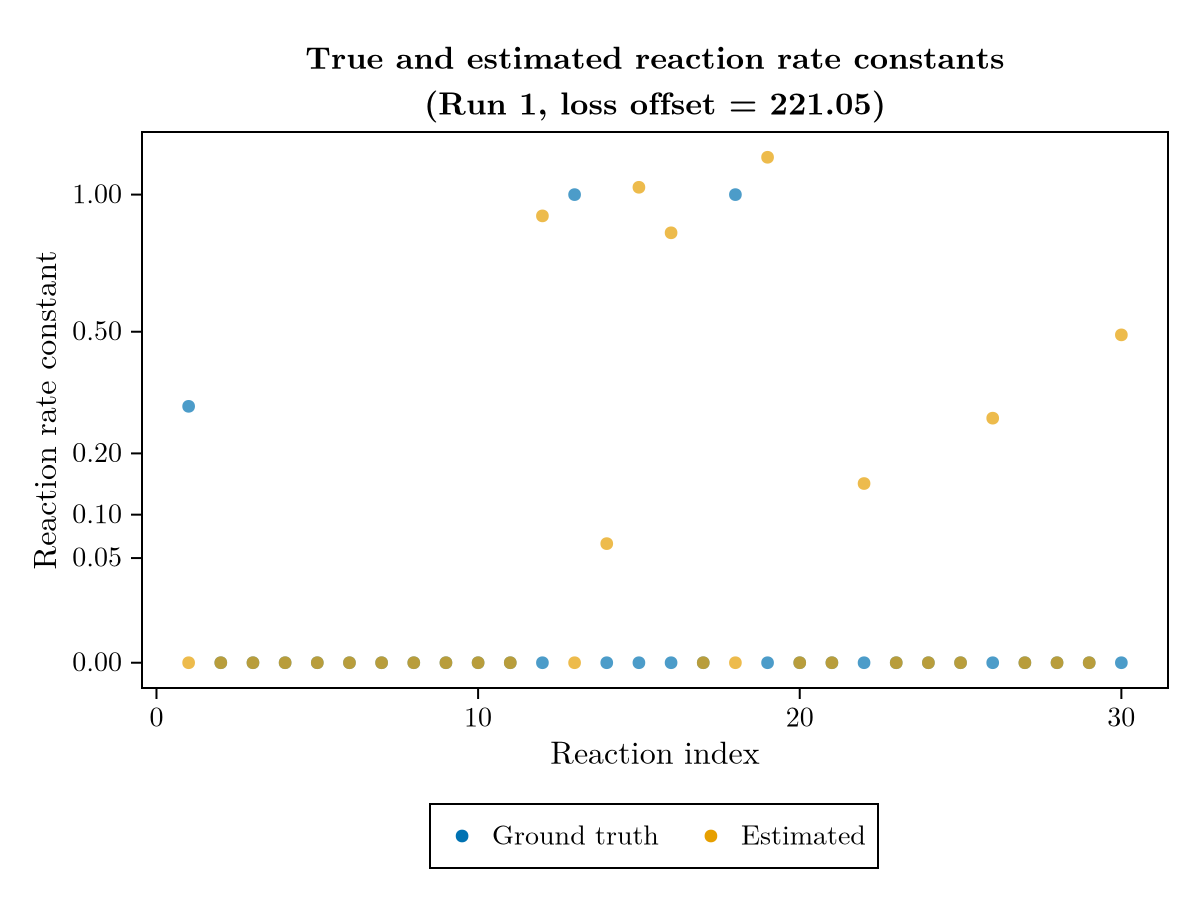 True and estimated reaction rate constants
(Run 1, loss offset = 221.05)
Reaction rate constant
1.00
0.50
0.20
0.10
0.05
0.00
0 10 20 30
Reaction index
Ground truth Estimated